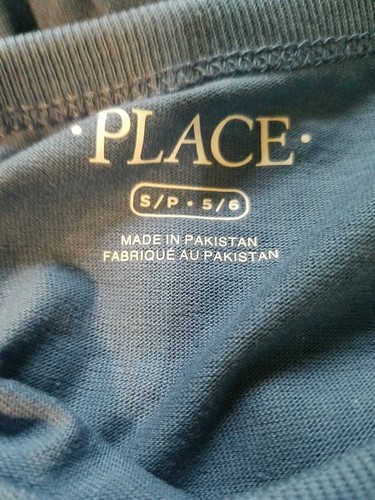 ·PLACE·
S/P · 5/6
MADE IN PAKISTAN
FABRIQUÉ AU PAKISTAN